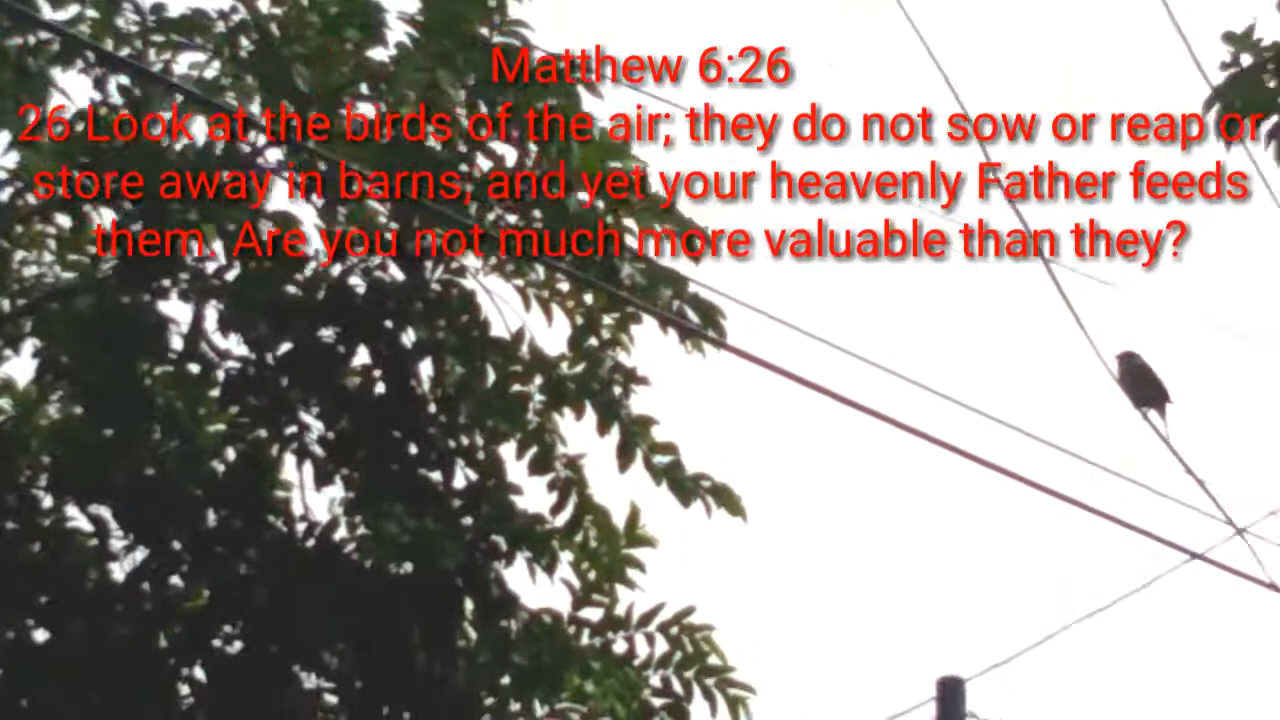 Matthew 6:26
26 Look at the birds of the air; they do not sow or reap or
store away in barns, and yet your heavenly Father feeds
them. Are you not much more valuable than they?